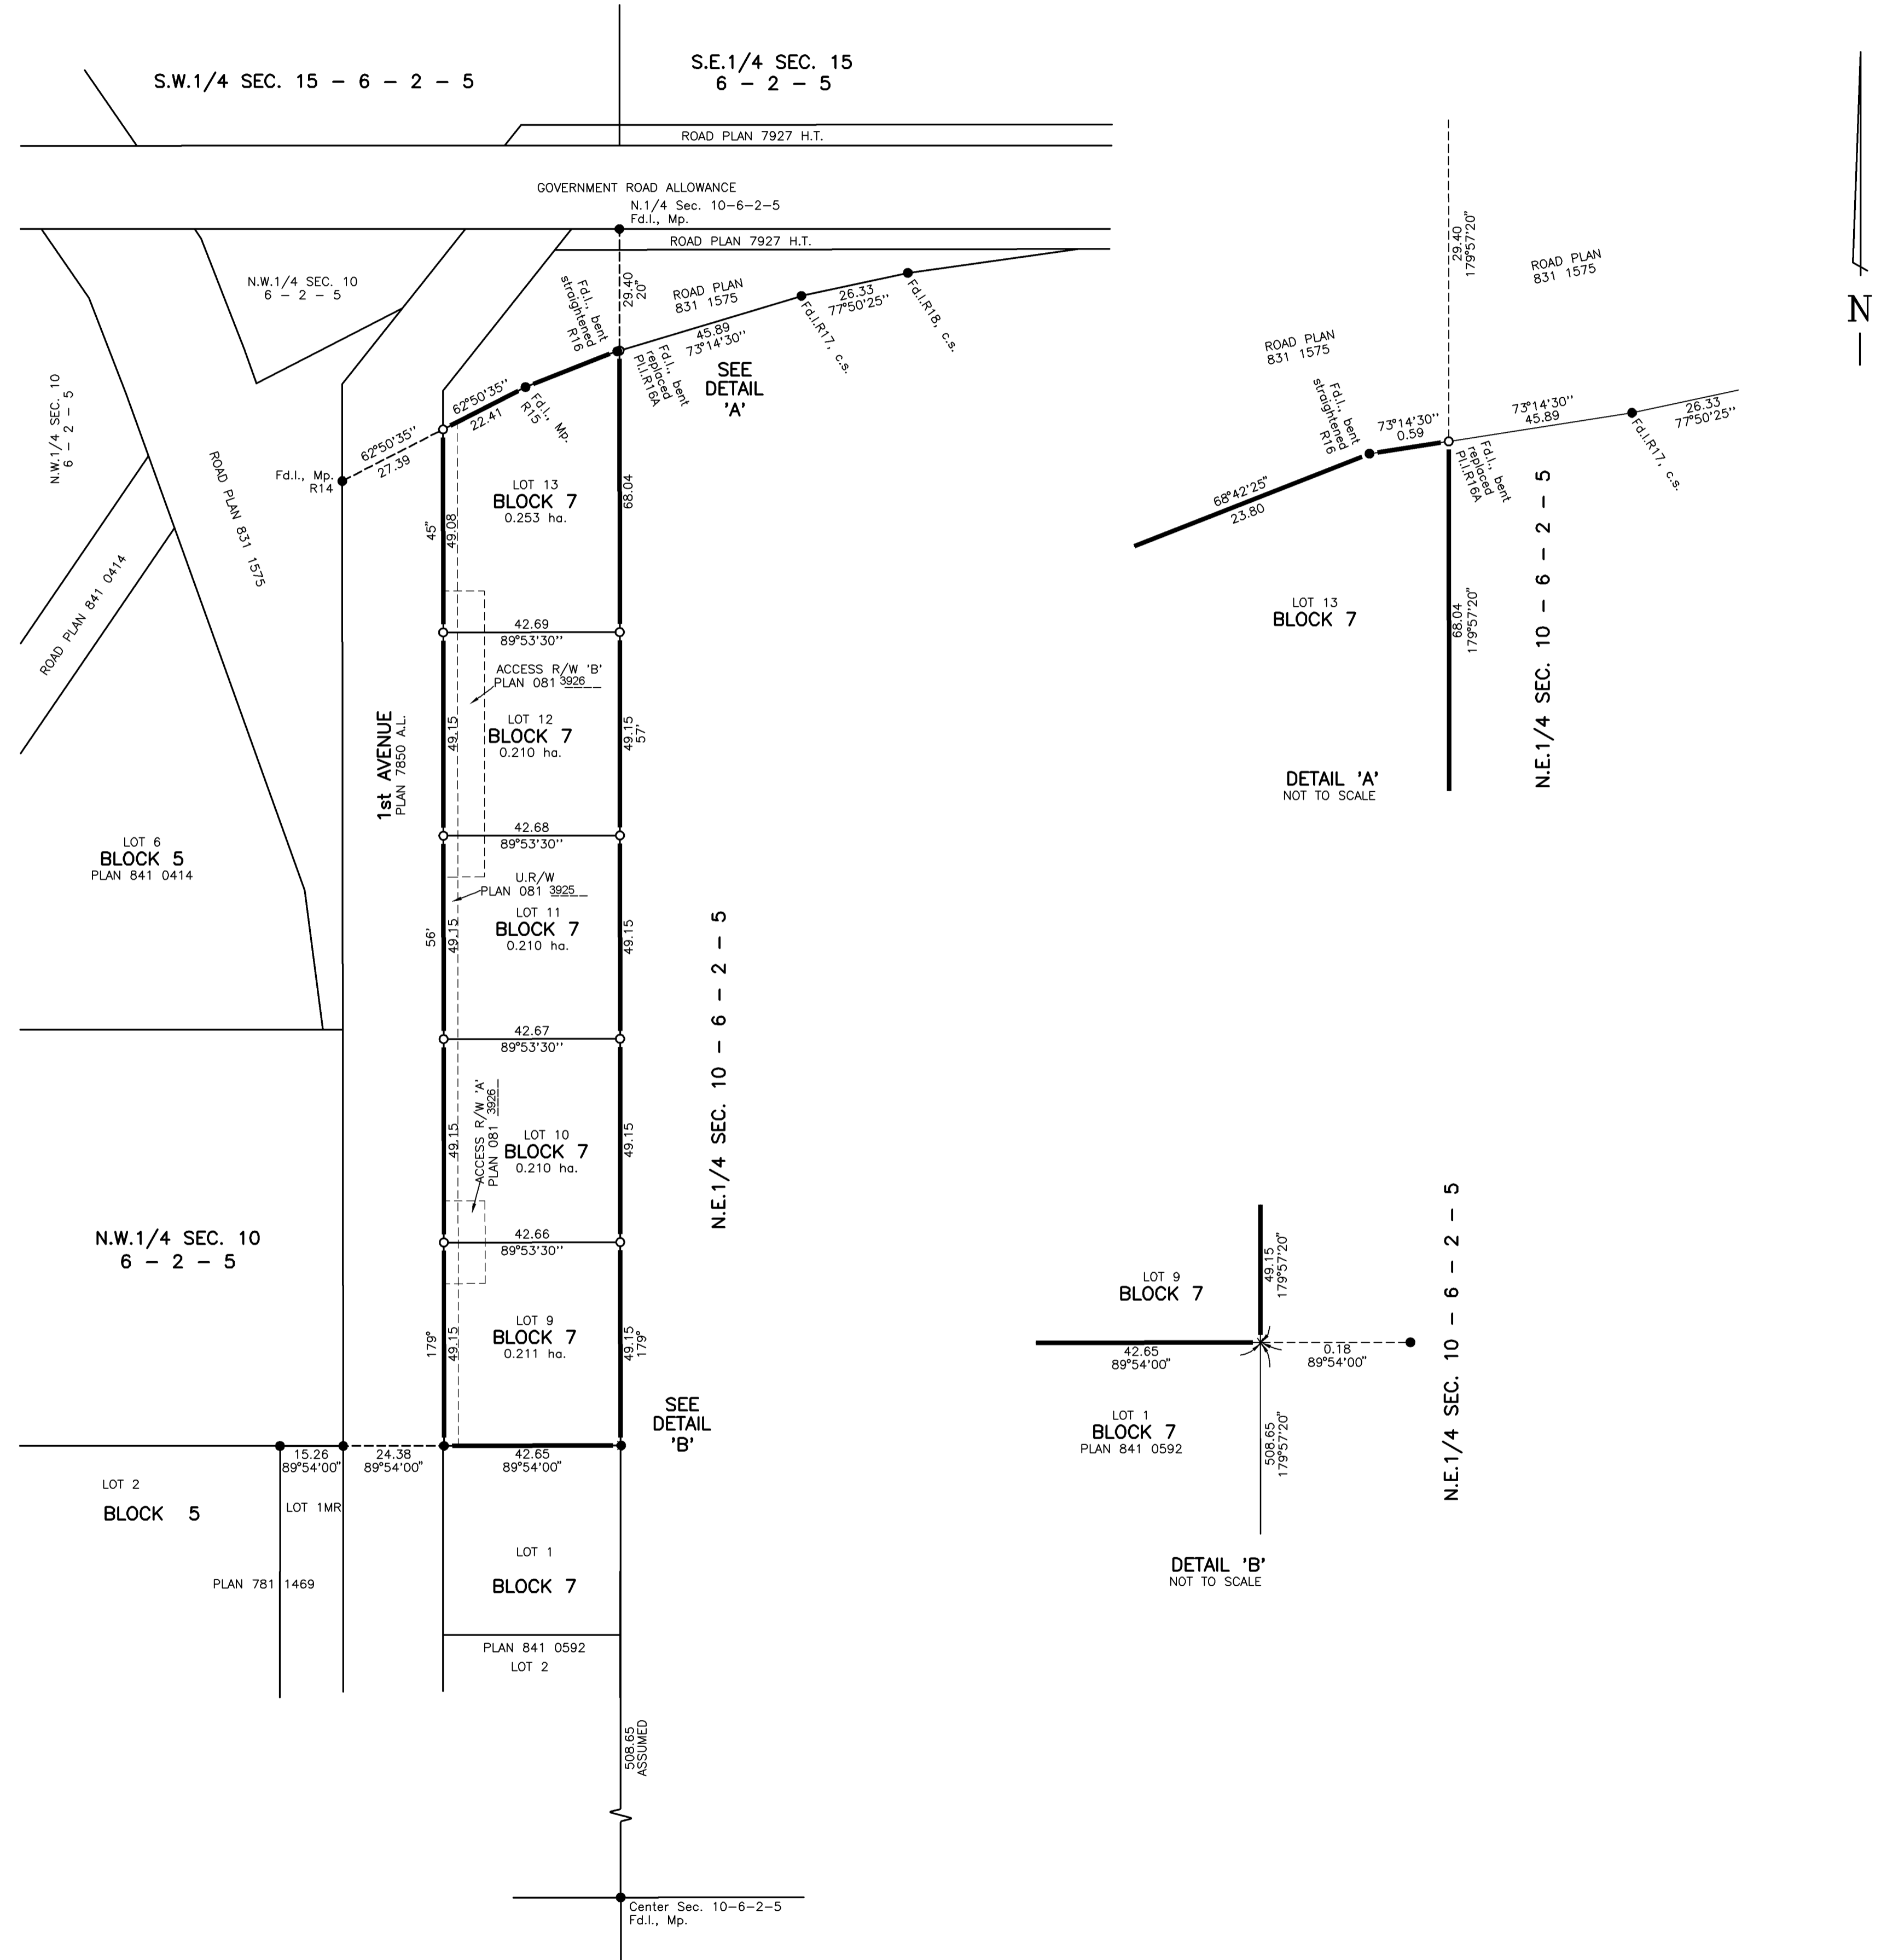 S.W.1/4 SEC. 15 - 6 - 2 - 5
S.E.1/4 SEC. 15
6 - 2 - 5
ROAD PLAN 7927 H.T.
GOVERNMENT ROAD ALLOWANCE
N.1/4 Sec. 10-6-2-5
Fd.I., Mp.
ROAD PLAN 7927 H.T.
N.W.1/4 SEC. 10
6 - 2 - 5
29.40
20"
Fd.I., bent
straightened
R16
ROAD PLAN
831 1575
45.89
73°14'30''
26.33
77°50'25''
Fd.I.R17, c.s.
Fd.I.R18, c.s.
Fd.I., bent
replaced
Pl.I.R16A
SEE
DETAIL
'A'
62°50'35''
22.41
Fd.I., Mp.
R15
62°50'35''
27.39
Fd.I., Mp.
R14
N.W.1/4 SEC. 10
6 - 2 - 5
ROAD PLAN 831 1575
ROAD PLAN 841 0414
LOT 13
BLOCK 7
0.253 ha.
45"
49.08
68.04
42.69
89°53'30''
ACCESS R/W 'B'
PLAN 081 3926
LOT 12
BLOCK 7
0.210 ha.
49.15
49.15
57'
1st AVENUE
PLAN 7850 A.L.
42.68
89°53'30''
LOT 6
BLOCK 5
PLAN 841 0414
U.R/W
PLAN 081 3925
LOT 11
BLOCK 7
0.210 ha.
56'
49.15
49.15
42.67
89°53'30''
ACCESS R/W 'A'
PLAN 081 3926
LOT 10
BLOCK 7
0.210 ha.
49.15
49.15
N.E.1/4 SEC. 10 - 6 - 2 - 5
N.W.1/4 SEC. 10
6 - 2 - 5
42.66
89°53'30''
LOT 9
BLOCK 7
0.211 ha.
179°
49.15
49.15
179°
SEE
DETAIL
'B'
15.26
89°54'00''
24.38
89°54'00"
42.65
89°54'00"
LOT 2
BLOCK 5
LOT 1MR
PLAN 781 1469
LOT 1
BLOCK 7
PLAN 841 0592
LOT 2
508.65
ASSUMED
Center Sec. 10-6-2-5
Fd.I., Mp.
29.40
179°57'20"
ROAD PLAN
831 1575
ROAD PLAN
831 1575
Fd.I., bent
straightened
R16
73°14'30''
0.59
73°14'30''
45.89
26.33
77°50'25''
Fd.I.R17, c.s.
Fd.I., bent
replaced
Pl.I.R16A
68°42'25"
23.80
LOT 13
BLOCK 7
68.04
179°57'20"
N.E.1/4 SEC. 10 - 6 - 2 - 5
DETAIL 'A'
NOT TO SCALE
N
LOT 9
BLOCK 7
49.15
179°57'20"
42.65
89°54'00"
0.18
89°54'00"
LOT 1
BLOCK 7
PLAN 841 0592
508.65
179°57'20"
N.E.1/4 SEC. 10 - 6 - 2 - 5
DETAIL 'B'
NOT TO SCALE